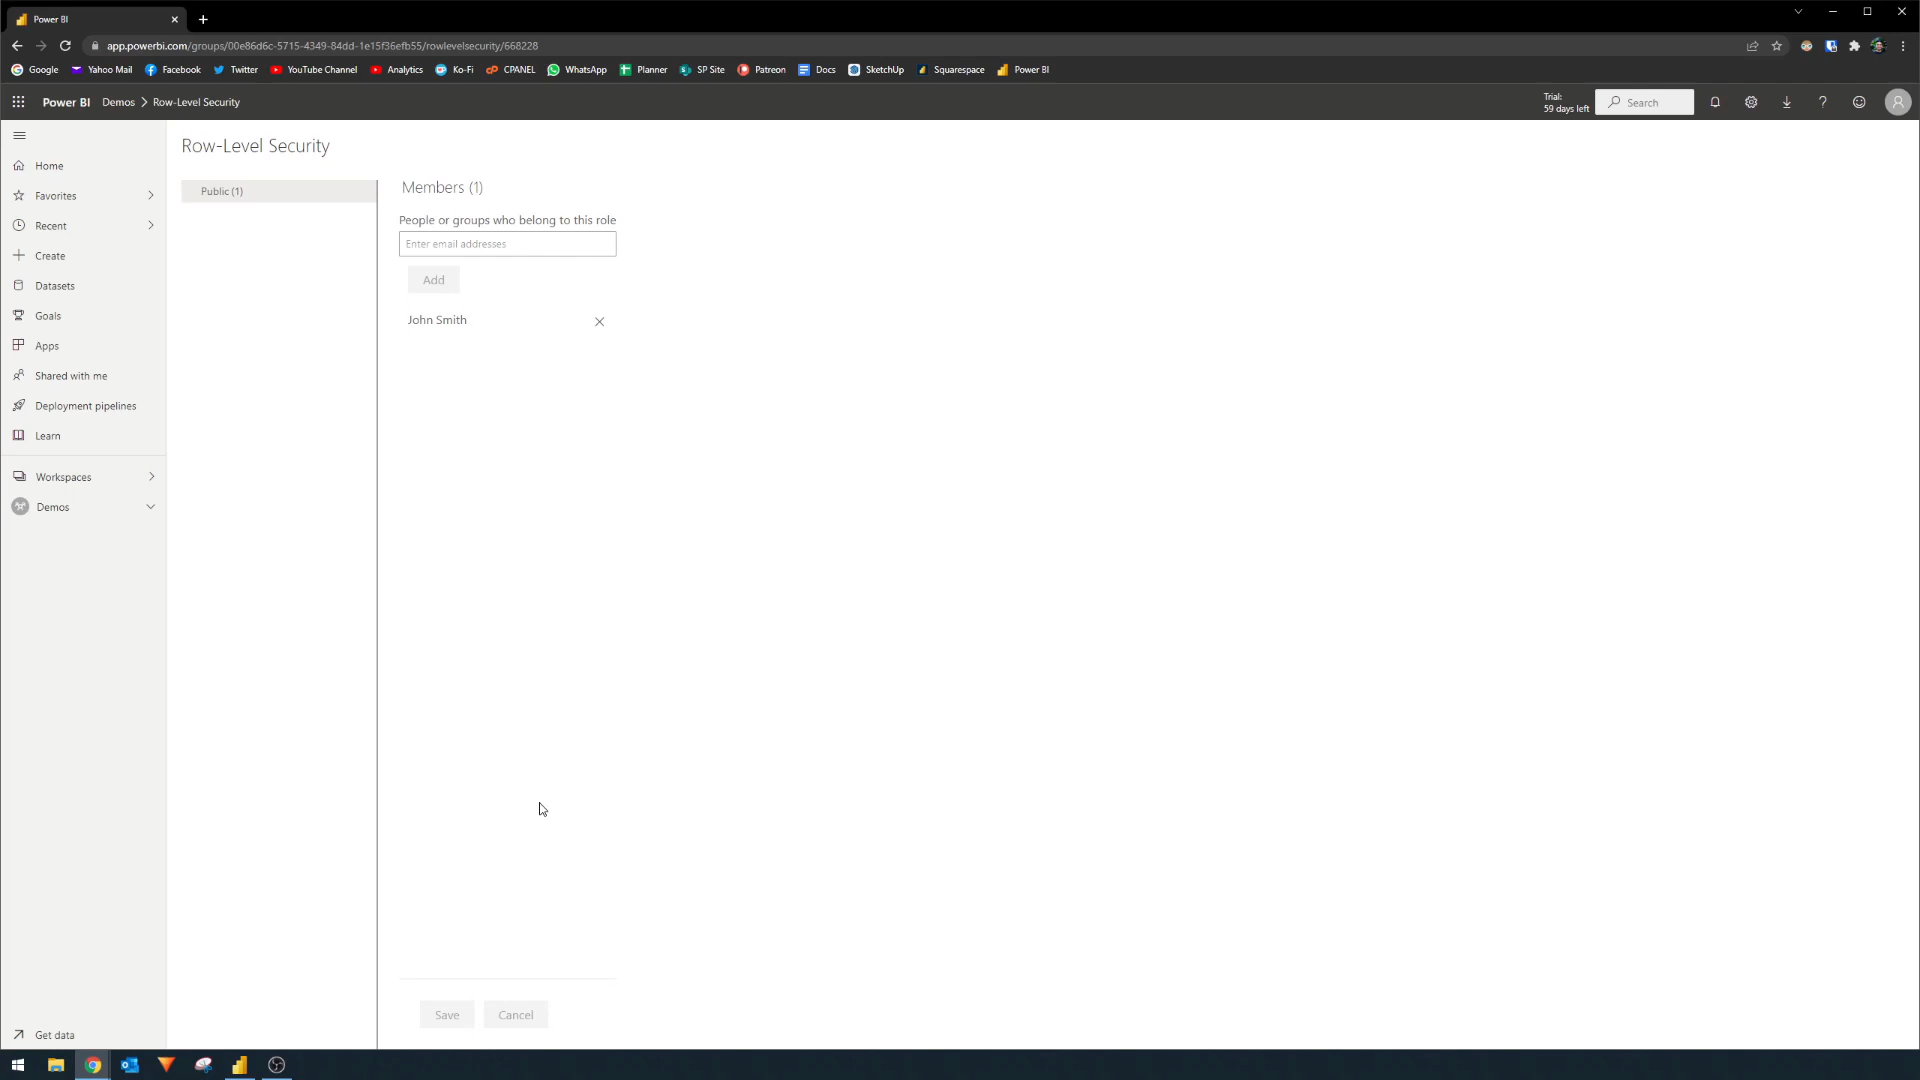 Power BI
app.powerbi.com/groups/00e86d6c-5715-4349-84dd-1e15f36efb55/rowlevelsecurity/668228
Google Yahoo Mail Facebook Twitter YouTube Channel Analytics Ko-Fi CPANEL WhatsApp Planner SP Site Patreon Docs SketchUp Squarespace Power BI
Power BI Demos > Row-Level Security
Trial:
59 days left
Search
Home
Favorites
Recent
Create
Datasets
Goals
Apps
Shared with me
Deployment pipelines
Learn
Workspaces
Demos
Get data
Row-Level Security
Public (1)
Members (1)
People or groups who belong to this role
Enter email addresses
Add
John Smith
Save Cancel